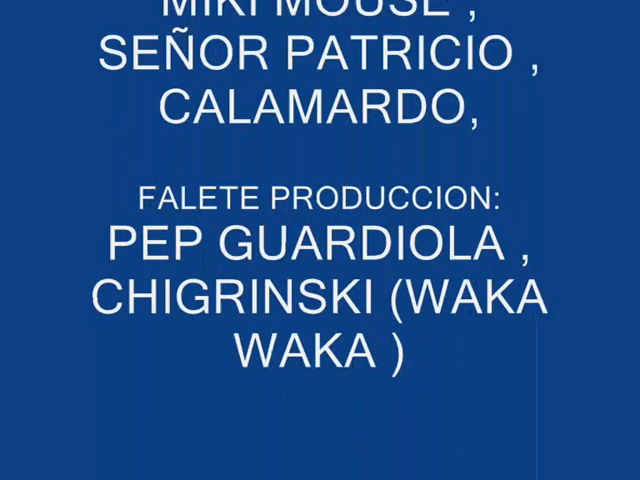 MIKI MOUSE ,
SEÑOR PATRICIO ,
CALAMARDO,
FALETE PRODUCCION:
PEP GUARDIOLA ,
CHIGRINSKI (WAKA
WAKA )